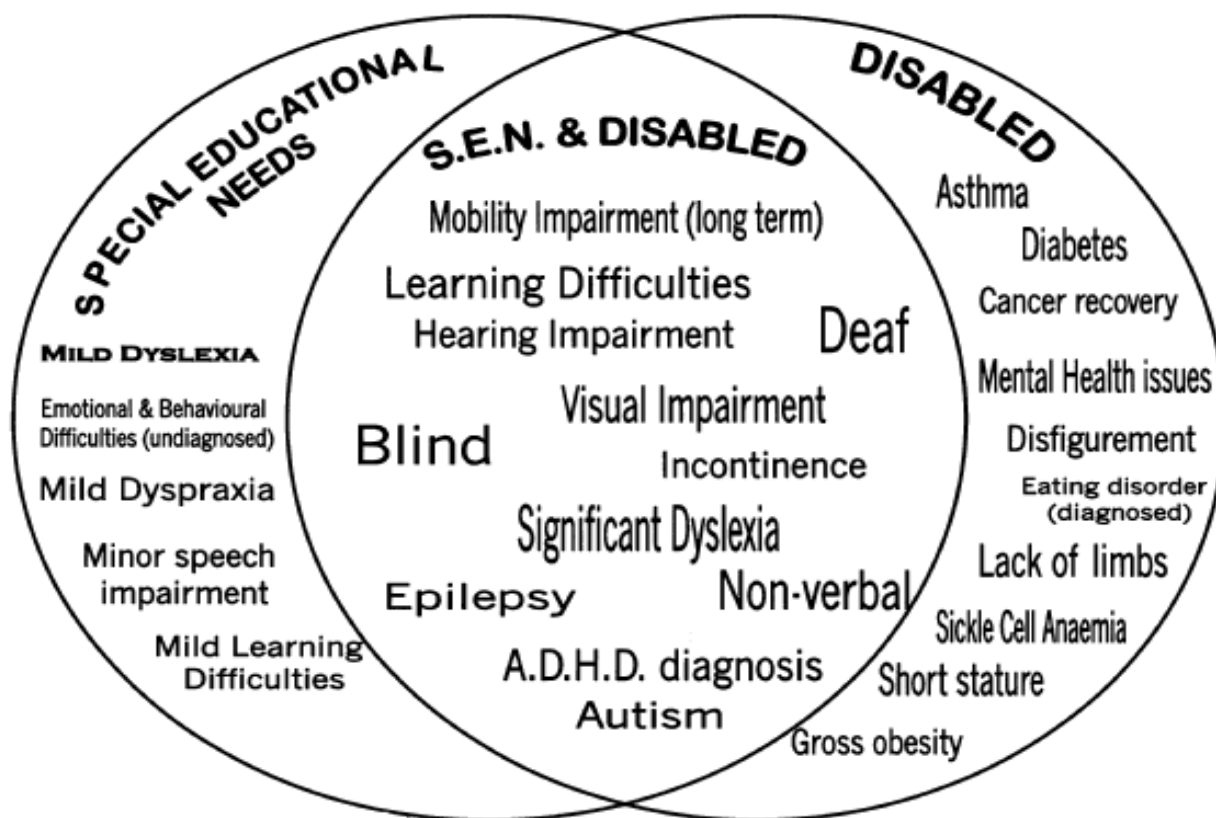 SPECIAL EDUCATIONAL
NEEDS
MILD DYSLEXIA
Emotional & Behavioural
Difficulties (undiagnosed)
Mild Dyspraxia
Minor speech
impairment
Mild Learning
Difficulties
S.E.N. & DISABLED
Mobility Impairment (long term)
Learning Difficulties
Hearing Impairment
Deaf
Visual Impairment
Blind
Incontinence
Significant Dyslexia
Epilepsy
Non-verbal
A.D.H.D. diagnosis
Autism
DISABLED
Asthma
Diabetes
Cancer recovery
Mental Health issues
Disfigurement
Eating disorder
(diagnosed)
Lack of limbs
Sickle Cell Anaemia
Short stature
Gross obesity